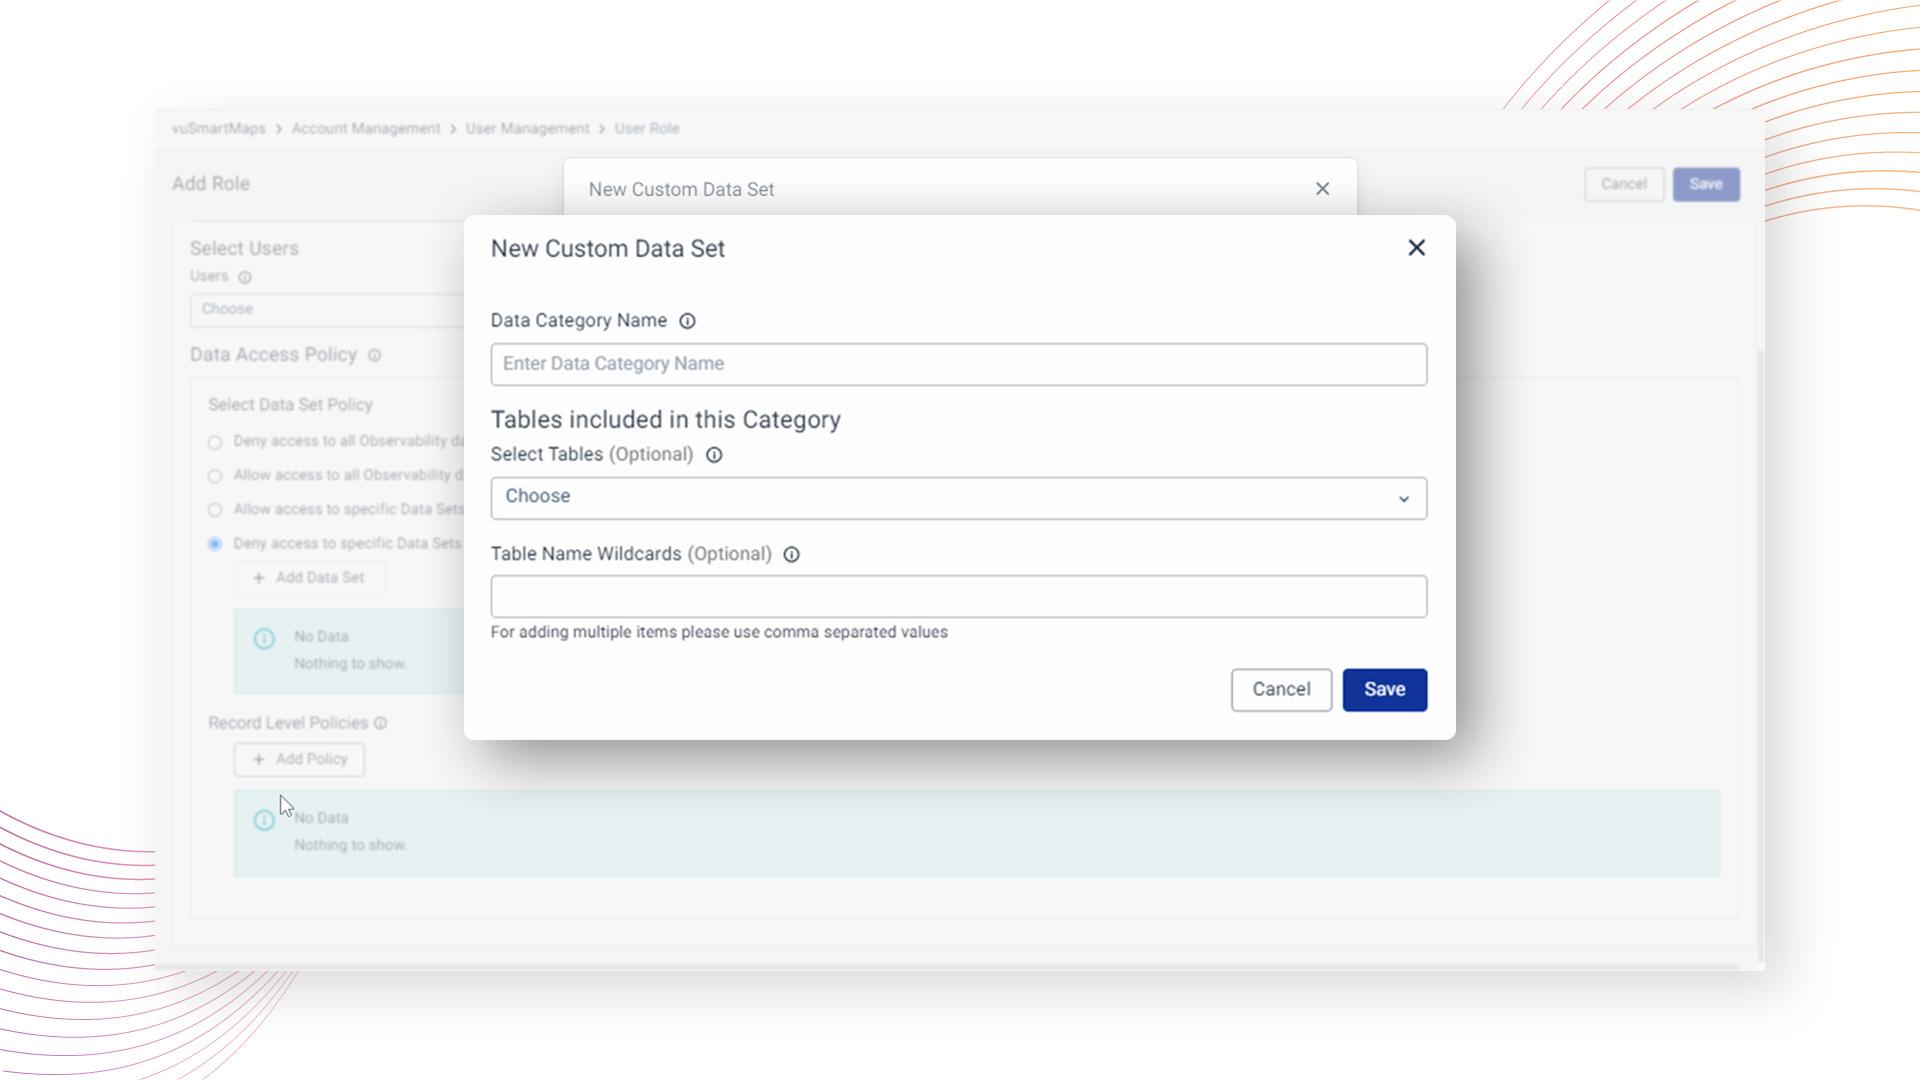 vuSmartMaps > Account Management > User Management > User Role
Add Role
Cancel
Save
New Custom Data Set
Select Users
Users
Choose
Data Access Policy
Select Data Set Policy
Deny access to all Observability
Allow access to all Observability
Allow access to specific Data Sets
Deny access to specific Data Sets
+ Add Data Set
No Data
Nothing to show.
Record Level Policies
+ Add Policy
No Data
Nothing to show.
New Custom Data Set
Data Category Name
Enter Data Category Name
Tables included in this Category
Select Tables (Optional)
Choose
Table Name Wildcards (Optional)
For adding multiple items please use comma separated values
Cancel
Save